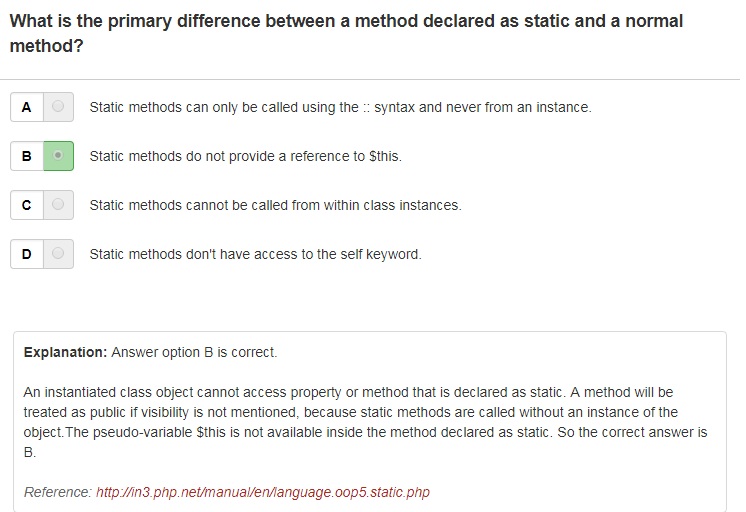 What is the primary difference between a method declared as static and a normal
method?
A Static methods can only be called using the :: syntax and never from an instance.
B Static methods do not provide a reference to $this.
C Static methods cannot be called from within class instances.
D Static methods don't have access to the self keyword.
Explanation: Answer option B is correct.
An instantiated class object cannot access property or method that is declared as static. A method will be
treated as public if visibility is not mentioned, because static methods are called without an instance of the
object.The pseudo-variable $this is not available inside the method declared as static. So the correct answer is
B.
Reference: http://in3.php.net/manual/en/language.oop5.static.php